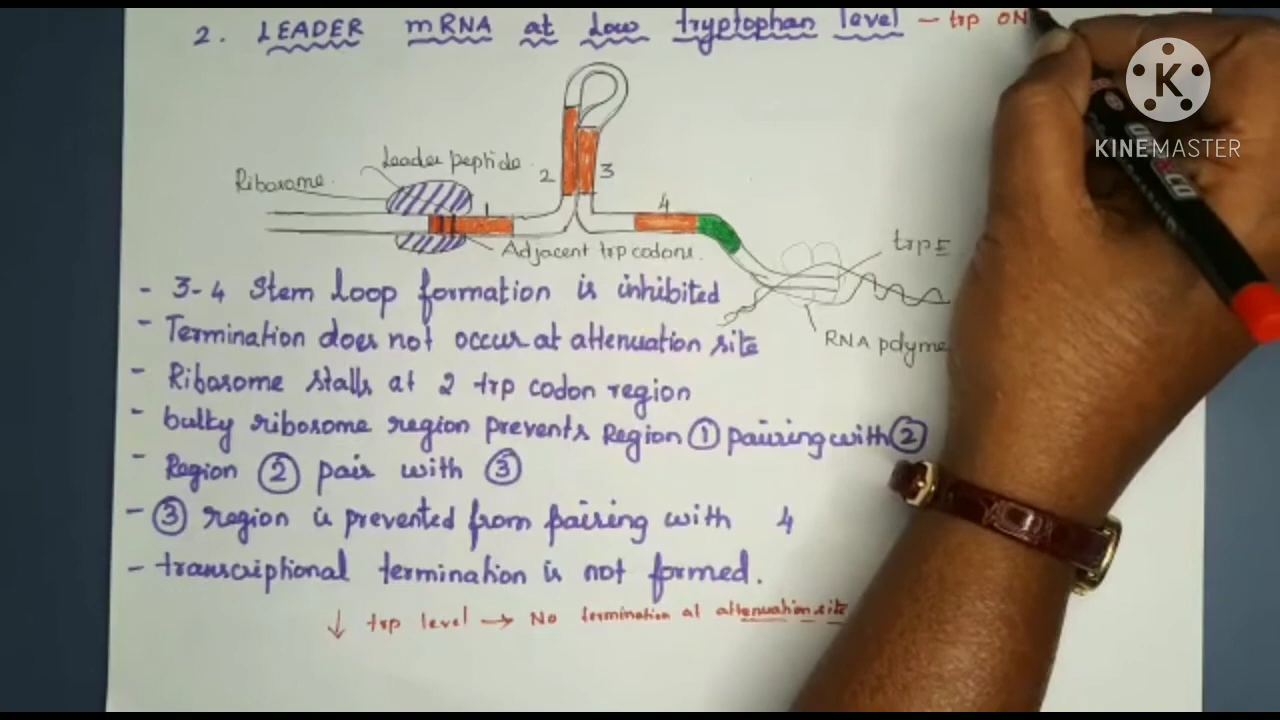 2. LEADER mRNA at Low tryptophan level – trp ON
K
KINEMASTER
Leader peptide.
Ribosome.
2
3
1
4
Adjacent trp codons.
trpE
RNA polyme
- 3-4 Stem loop formation is inhibited
- Termination does not occur at attenuation site
- Ribosome stalls at 2 trp codon region
- bulky ribosome region prevents Region ① pairing with ②
- Region ② pair with ③
- ③ region is prevented from pairing with 4
- transcriptional termination is not formed.
↓ trp level → No termination at attenuation site